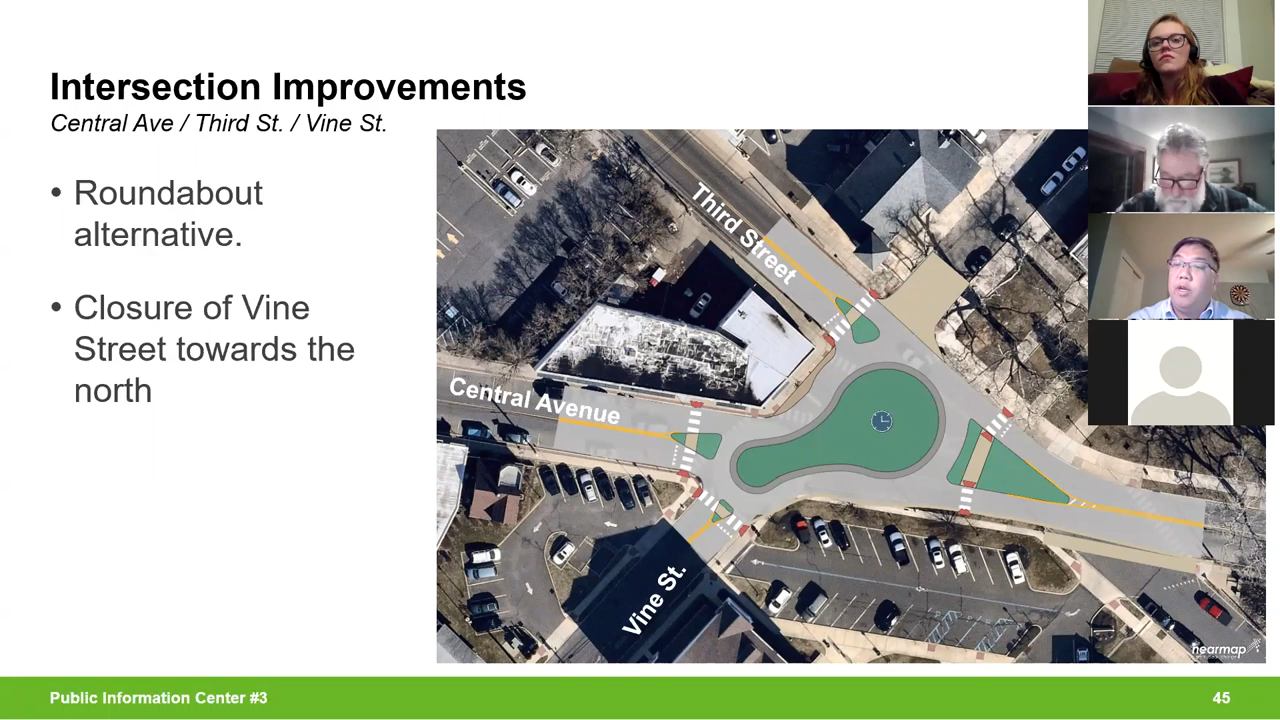 Intersection Improvements
Central Ave / Third St. / Vine St.
• Roundabout
alternative.
• Closure of Vine
Street towards the
north
Third Street
Central Avenue
Vine St.
nearmap
Public Information Center #3
45